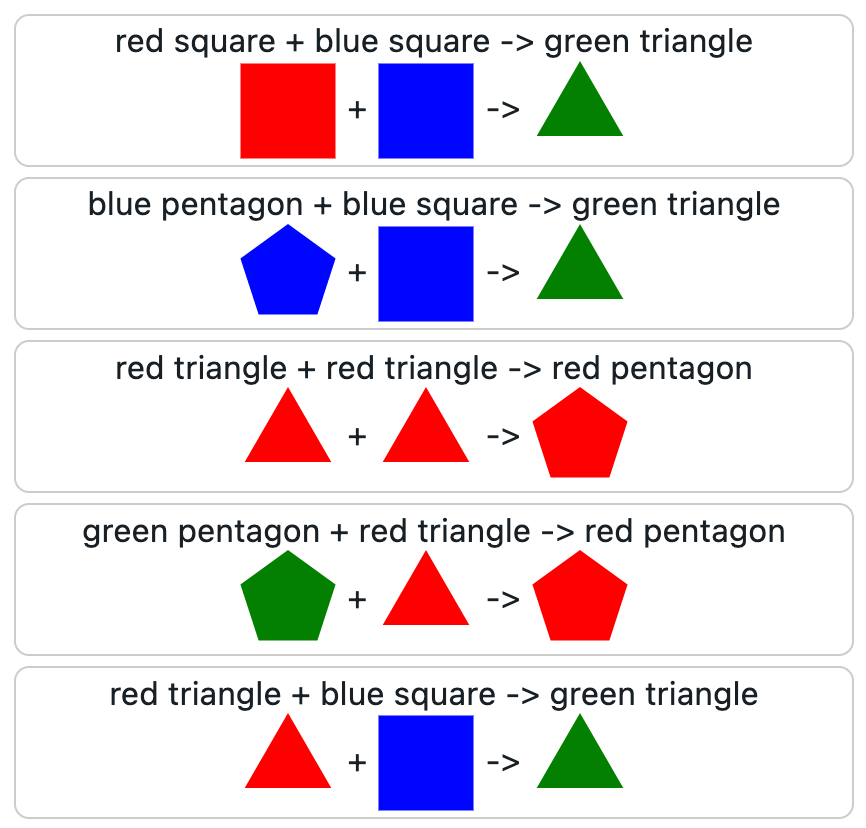 red square + blue square -> green triangle
+ ->
blue pentagon + blue square -> green triangle
+ ->
red triangle + red triangle -> red pentagon
+ ->
green pentagon + red triangle -> red pentagon
+ ->
red triangle + blue square -> green triangle
+ ->